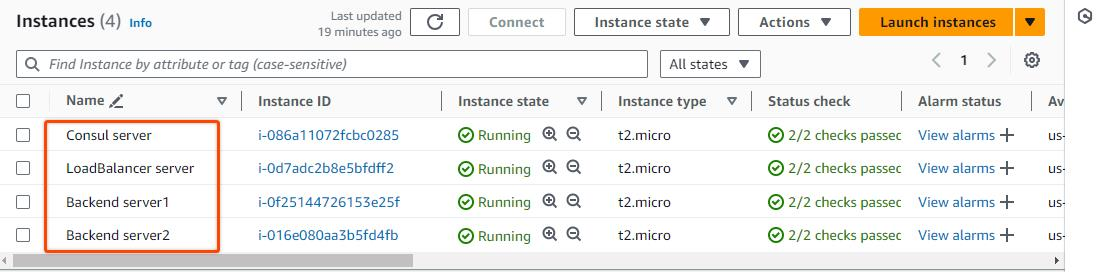 Instances (4) Info
Last updated
19 minutes ago
Connect
Instance state
Actions
Launch instances
Find Instance by attribute or tag (case-sensitive)
All states
1
Name Instance ID Instance state Instance type Status check Alarm status Av
Consul server i-086a11072fcbc0285 Running t2.micro 2/2 checks passec View alarms + us-
LoadBalancer server i-0d7adc2b8e5bfdff2 Running t2.micro 2/2 checks passec View alarms + us-
Backend server1 i-0f25144726153e25f Running t2.micro 2/2 checks passec View alarms + us-
Backend server2 i-016e080aa3b5fd4fb Running t2.micro 2/2 checks passec View alarms + us-